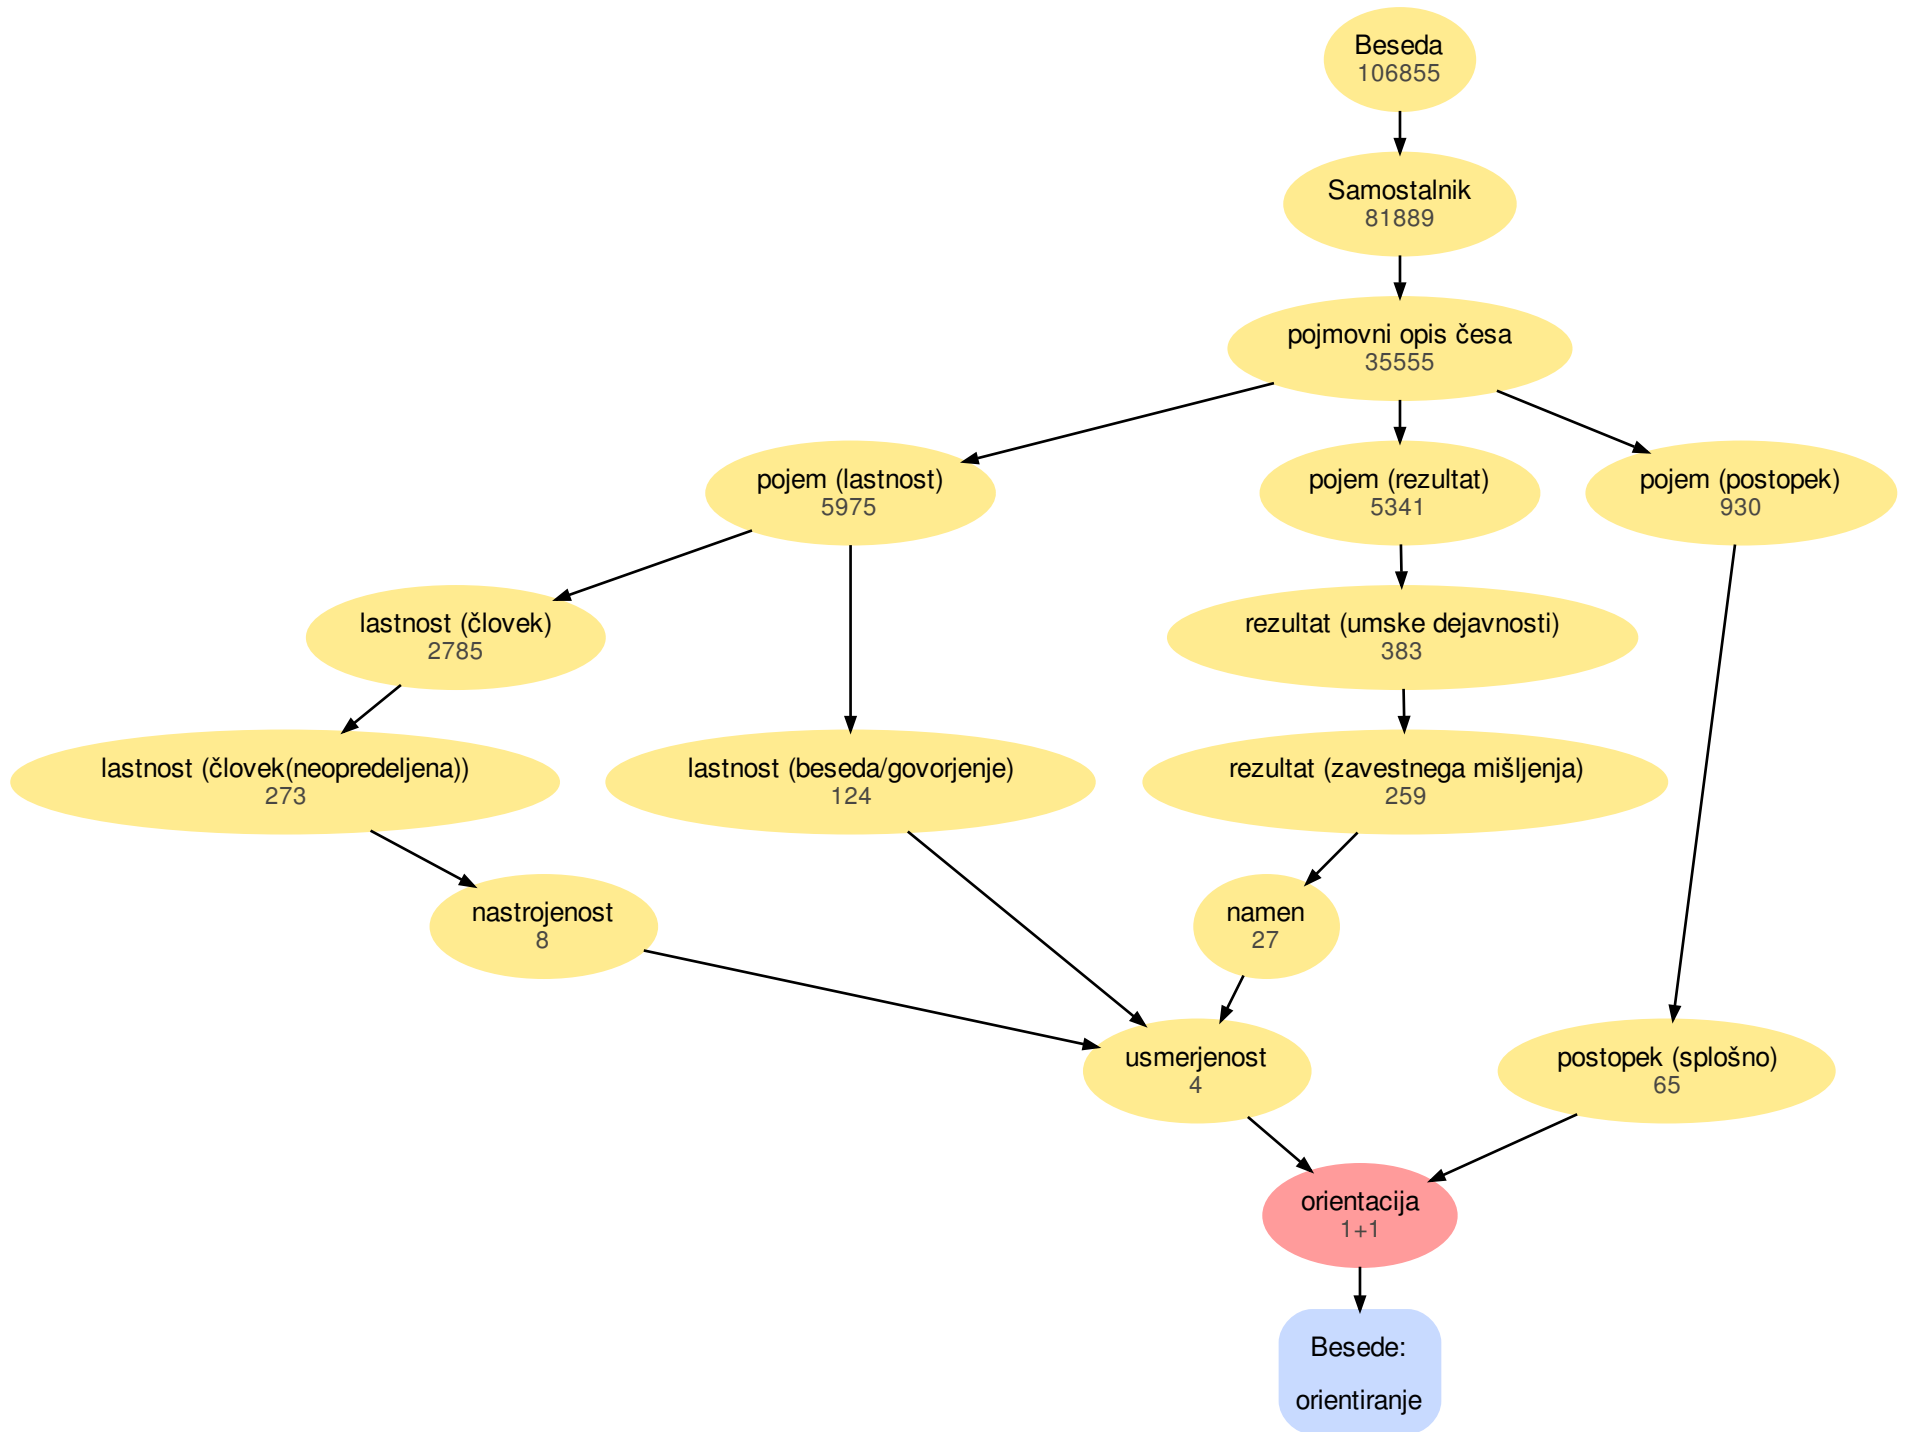 Beseda
106855
Samostalnik
81889
pojmovni opis česa
35555
pojem (lastnost)
5975
pojem (rezultat)
5341
pojem (postopek)
930
lastnost (človek)
2785
rezultat (umske dejavnosti)
383
lastnost (človek(neopredeljena))
273
lastnost (beseda/govorjenje)
124
rezultat (zavestnega mišljenja)
259
nastrojenost
8
namen
27
usmerjenost
4
postopek (splošno)
65
orientacija
1+1
Besede:
orientiranje